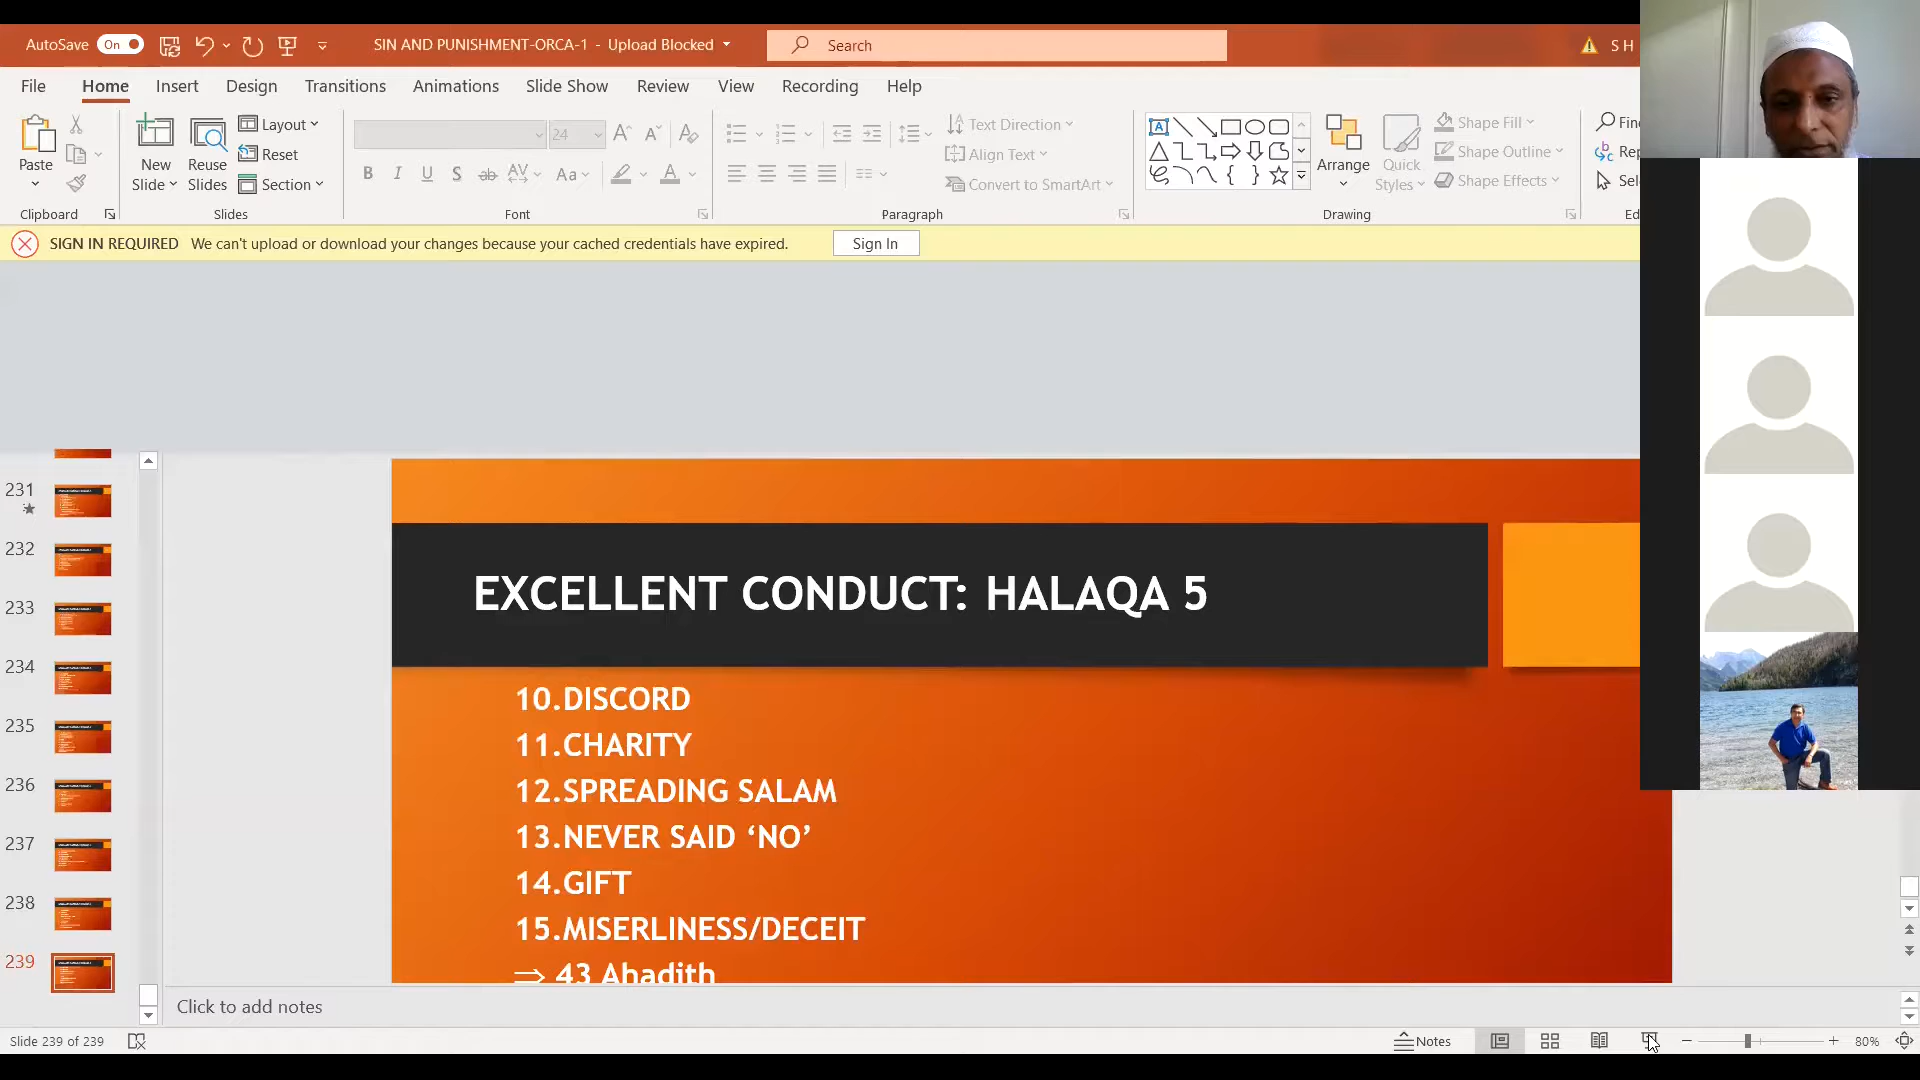 AutoSave On SIN AND PUNISHMENT-ORCA-1 - Upload Blocked Search S H
File Home Insert Design Transitions Animations Slide Show Review View Recording Help
Paste New Slide Reuse Slides Layout Reset Section
24
B I U S ab AV Aa A
Text Direction
Align Text
Convert to SmartArt
Arrange Quick Styles Shape Fill
Shape Outline
Shape Effects
Clipboard Slides Font Paragraph Drawing
SIGN IN REQUIRED We can't upload or download your changes because your cached credentials have expired. Sign In
231
232
233
234
235
236
237
238
239
EXCELLENT CONDUCT: HALAQA 5
10.DISCORD
11.CHARITY
12.SPREADING SALAM
13.NEVER SAID ‘NO’
14.GIFT
15.MISERLINESS/DECEIT
⇒ 43 Ahadith
Click to add notes
Slide 239 of 239 Notes 80%